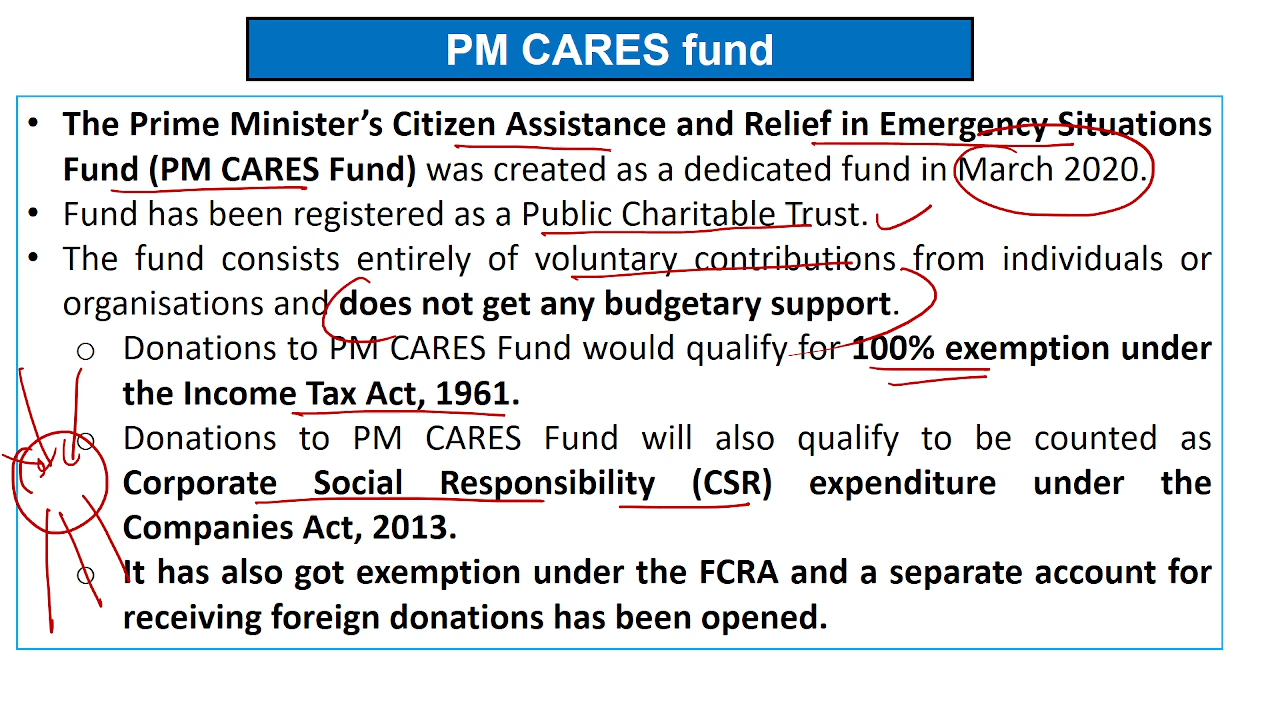 PM CARES fund
• The Prime Minister’s Citizen Assistance and Relief in Emergency Situations
Fund (PM CARES Fund) was created as a dedicated fund in March 2020.
• Fund has been registered as a Public Charitable Trust.
• The fund consists entirely of voluntary contributions from individuals or
organisations and does not get any budgetary support.
o Donations to PM CARES Fund would qualify for 100% exemption under
the Income Tax Act, 1961.
o Donations to PM CARES Fund will also qualify to be counted as
Corporate Social Responsibility (CSR) expenditure under the
Companies Act, 2013.
o It has also got exemption under the FCRA and a separate account for
receiving foreign donations has been opened.